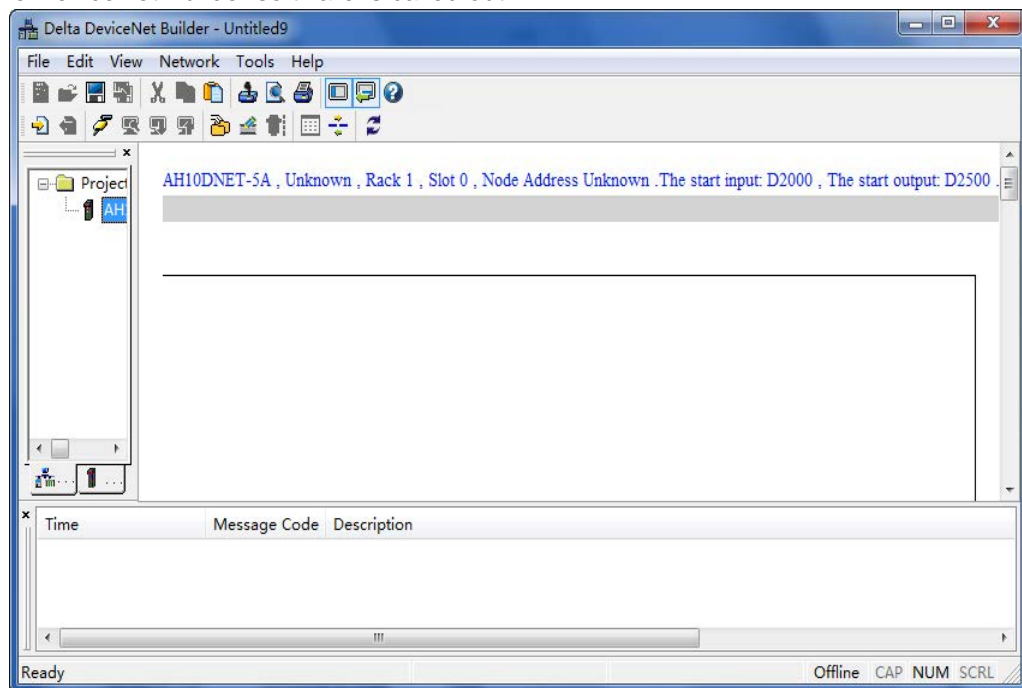 Delta DeviceNet Builder - Untitled9
File Edit View Network Tools Help
Project
AH10DNET-5A , Unknown , Rack 1 , Slot 0 , Node Address Unknown .The start input: D2000 , The start output: D2500 .
AH
Time Message Code Description
Ready Offline CAP NUM SCRL